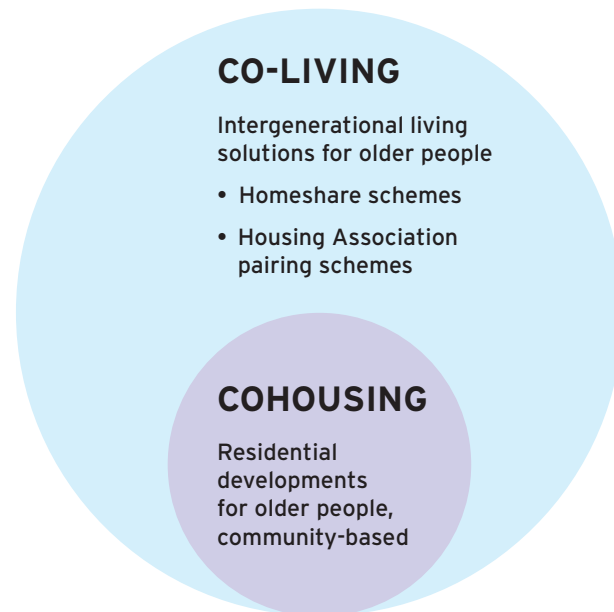 CO-LIVING
Intergenerational living
solutions for older people
• Homeshare schemes
• Housing Association
pairing schemes
COHOUSING
Residential
developments
for older people,
community-based